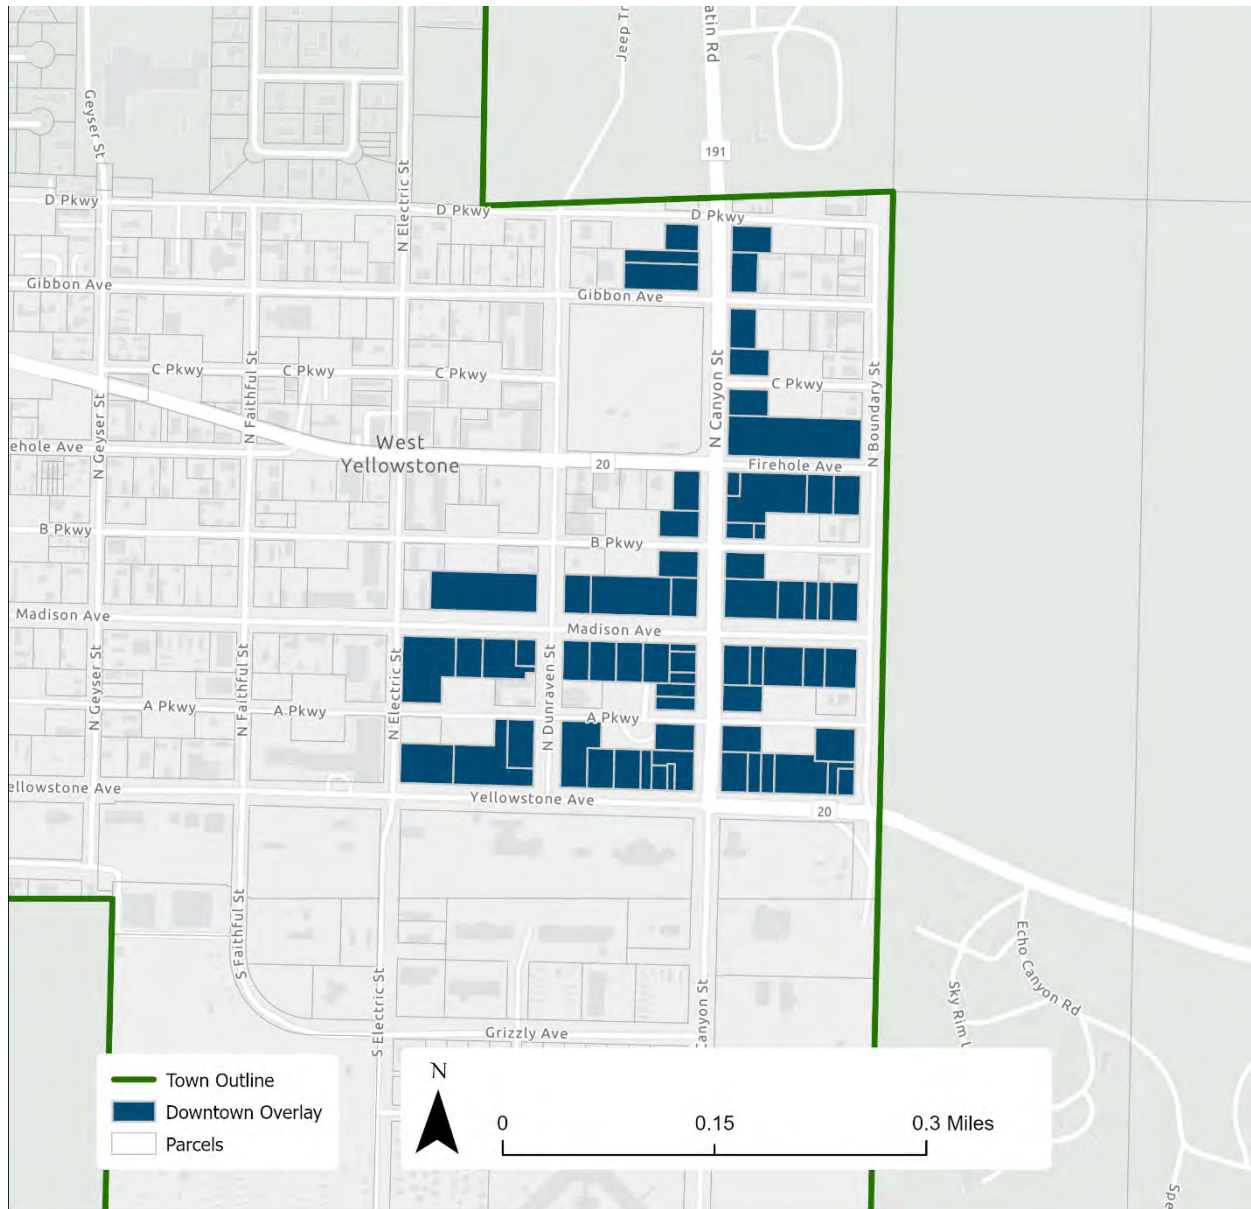 Jeep Tr
atin Rd
Geyser St
191
N Electric St
D Pkwy
D Pkwy
D Pkwy
Gibbon Ave
Gibbon Ave
N Faithful St
C Pkwy
C Pkwy
C Pkwy
C Pkwy
N Canyon St
N Boundary St
N Geyser St
ehole Ave
West
Yellowstone
20
Firehole Ave
B Pkwy
B Pkwy
Madison Ave
Madison Ave
N Geyser St
N Faithful St
N Electric St
N Dunraven St
A Pkwy
A Pkwy
A Pkwy
ellowstone Ave
Yellowstone Ave
20
S Faithful St
S Electric St
Canyon St
Grizzly Ave
Echo Canyon Rd
Sky Rim L
Spe
Town Outline
Downtown Overlay
Parcels
N
0 0.15 0.3 Miles